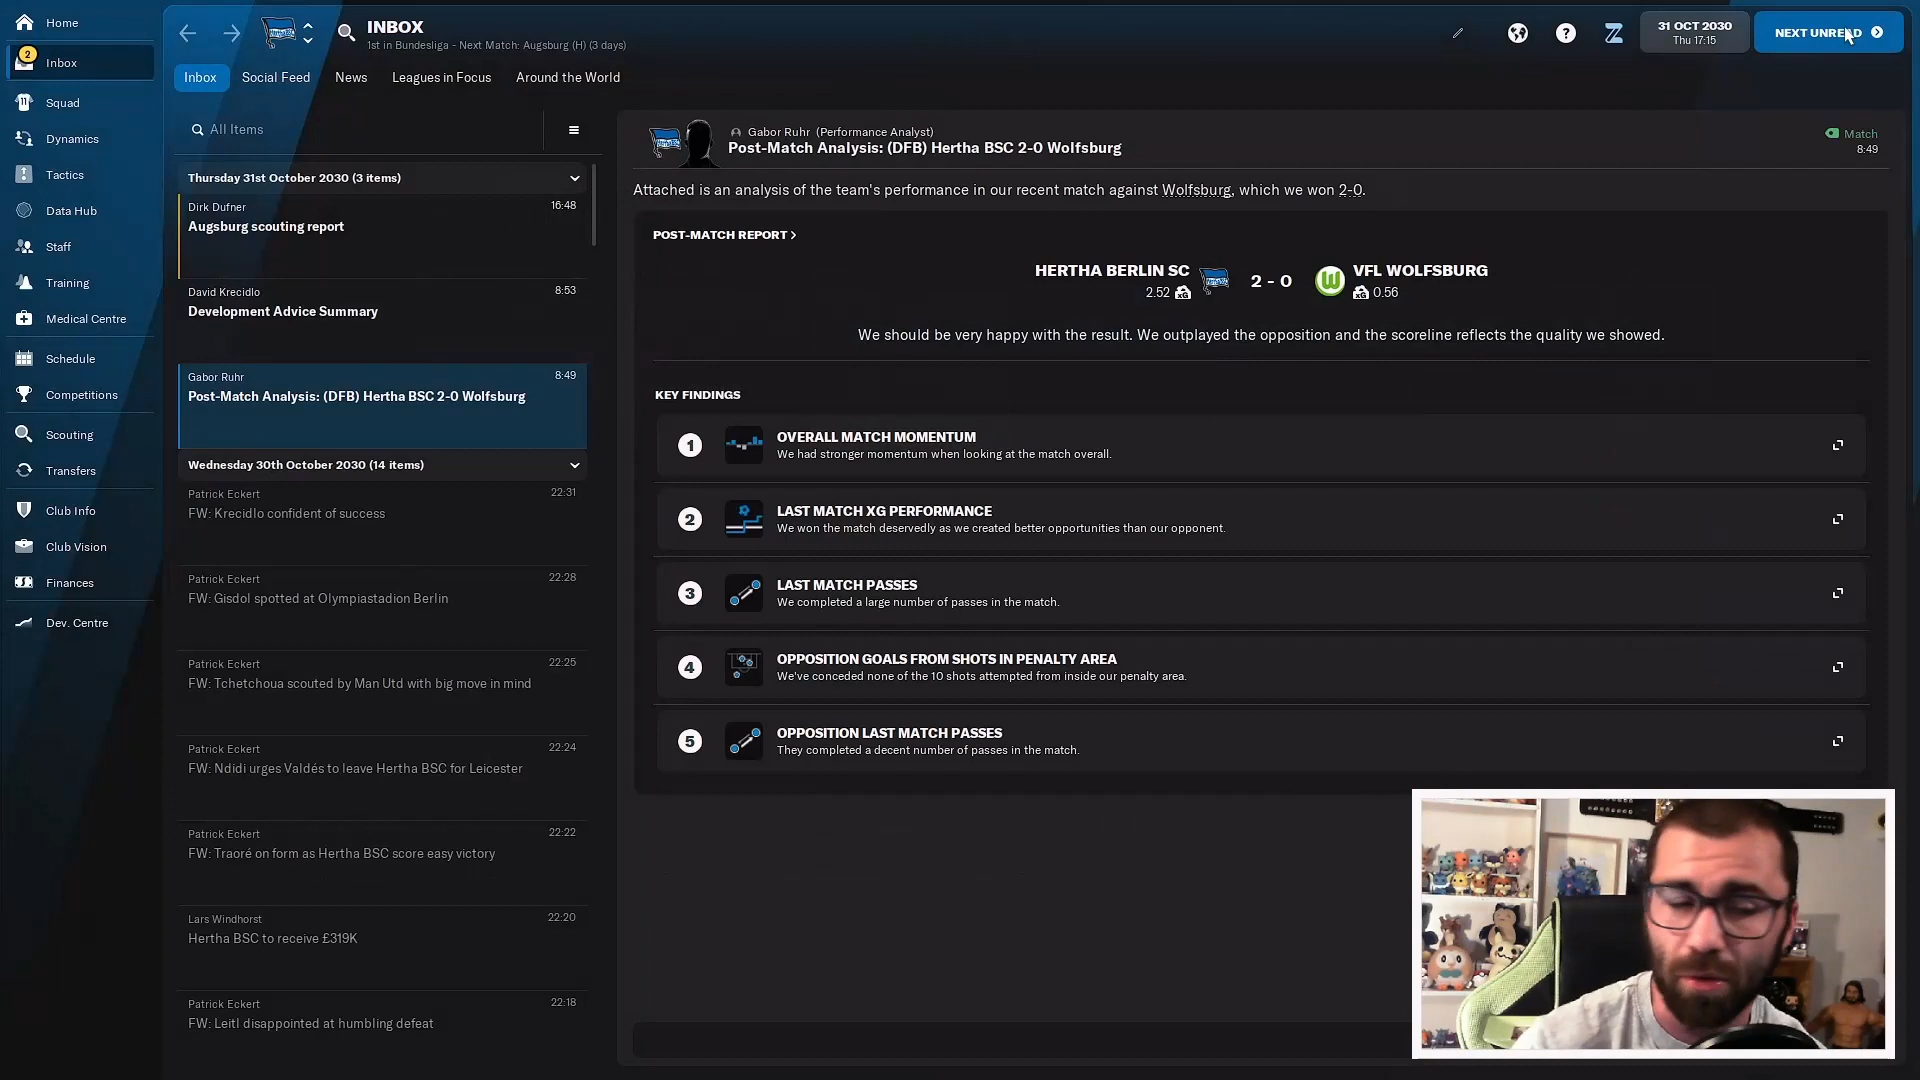 Home
2
Inbox
Squad
Dynamics
Tactics
Data Hub
Staff
Training
Medical Centre
Schedule
Competitions
Scouting
Transfers
Club Info
Club Vision
Finances
Dev. Centre
INBOX
1st in Bundesliga - Next Match: Augsburg (H) (3 days)
31 OCT 2030
Thu 17:15
NEXT UNREAD
Inbox
Social Feed
News
Leagues in Focus
Around the World
All Items
Thursday 31st October 2030 (3 items)
Dirk Dufner 16:48
Augsburg scouting report
David Krecidlo 8:53
Development Advice Summary
Gabor Ruhr 8:49
Post-Match Analysis: (DFB) Hertha BSC 2-0 Wolfsburg
Wednesday 30th October 2030 (14 items)
Patrick Eckert 22:31
FW: Krecidlo confident of success
Patrick Eckert 22:28
FW: Gisdol spotted at Olympiastadion Berlin
Patrick Eckert 22:25
FW: Tchetchoua scouted by Man Utd with big move in mind
Patrick Eckert 22:24
FW: Ndidi urges Valdés to leave Hertha BSC for Leicester
Patrick Eckert 22:22
FW: Traoré on form as Hertha BSC score easy victory
Lars Windhorst 22:20
Hertha BSC to receive £319K
Patrick Eckert 22:18
FW: Leitl disappointed at humbling defeat
Gabor Ruhr (Performance Analyst)
Post-Match Analysis: (DFB) Hertha BSC 2-0 Wolfsburg
Match
8:49
Attached is an analysis of the team's performance in our recent match against Wolfsburg, which we won 2-0.
POST-MATCH REPORT
HERTHA BERLIN SC 2 - 0 VFL WOLFSBURG
2.52 xG xG 0.56
We should be very happy with the result. We outplayed the opposition and the scoreline reflects the quality we showed.
KEY FINDINGS
1 OVERALL MATCH MOMENTUM
We had stronger momentum when looking at the match overall.
2 LAST MATCH XG PERFORMANCE
We won the match deservedly as we created better opportunities than our opponent.
3 LAST MATCH PASSES
We completed a large number of passes in the match.
4 OPPOSITION GOALS FROM SHOTS IN PENALTY AREA
We've conceded none of the 10 shots attempted from inside our penalty area.
5 OPPOSITION LAST MATCH PASSES
They completed a decent number of passes in the match.